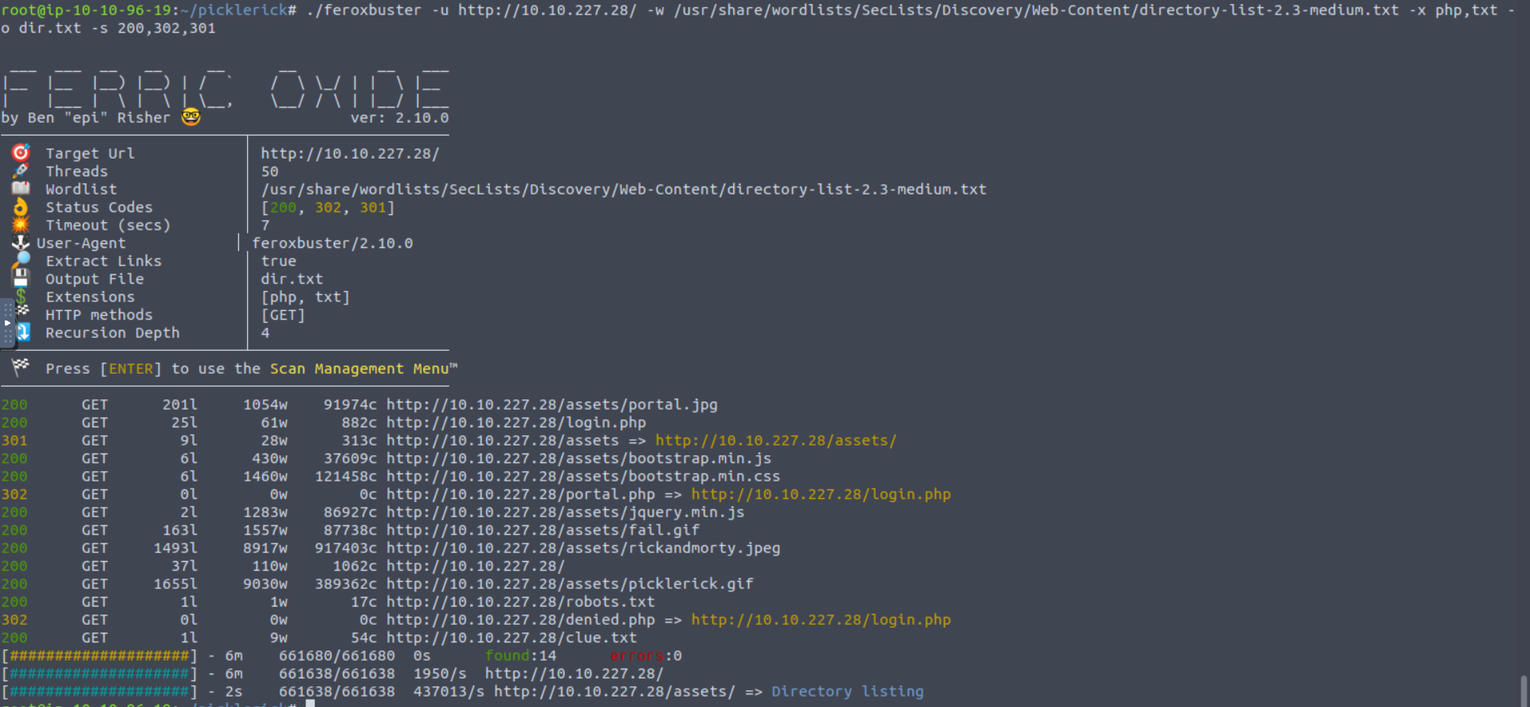 root@ip-10-10-96-19:~/picklerick# ./feroxbuster -u http://10.10.227.28/ -w /usr/share/wordlists/SecLists/Discovery/Web-Content/directory-list-2.3-medium.txt -x php,txt -
o dir.txt -s 200,302,301
FERRIC OXIDE
by Ben "epi" Risher 🤓 ver: 2.10.0
🎯 Target Url │ http://10.10.227.28/
🚀 Threads │ 50
📖 Wordlist │ /usr/share/wordlists/SecLists/Discovery/Web-Content/directory-list-2.3-medium.txt
👌 Status Codes │ [200, 302, 301]
💥 Timeout (secs) │ 7
🦡 User-Agent │ feroxbuster/2.10.0
🔎 Extract Links │ true
💾 Output File │ dir.txt
💲 Extensions │ [php, txt]
🏁 HTTP methods │ [GET]
🔃 Recursion Depth │ 4
🏁 Press [ENTER] to use the Scan Management Menu™
200 GET 201l 1054w 91974c http://10.10.227.28/assets/portal.jpg
200 GET 25l 61w 882c http://10.10.227.28/login.php
301 GET 9l 28w 313c http://10.10.227.28/assets => http://10.10.227.28/assets/
200 GET 6l 430w 37609c http://10.10.227.28/assets/bootstrap.min.js
200 GET 6l 1460w 121458c http://10.10.227.28/assets/bootstrap.min.css
302 GET 0l 0w 0c http://10.10.227.28/portal.php => http://10.10.227.28/login.php
200 GET 2l 1283w 86927c http://10.10.227.28/assets/jquery.min.js
200 GET 163l 1557w 87738c http://10.10.227.28/assets/fail.gif
200 GET 1493l 8917w 917403c http://10.10.227.28/assets/rickandmorty.jpeg
200 GET 37l 110w 1062c http://10.10.227.28/
200 GET 1655l 9030w 389362c http://10.10.227.28/assets/picklerick.gif
200 GET 1l 1w 17c http://10.10.227.28/robots.txt
302 GET 0l 0w 0c http://10.10.227.28/denied.php => http://10.10.227.28/login.php
200 GET 1l 9w 54c http://10.10.227.28/clue.txt
[####################] - 6m 661680/661680 0s found:14 errors:0
[####################] - 6m 661638/661638 1950/s http://10.10.227.28/
[####################] - 2s 661638/661638 437013/s http://10.10.227.28/assets/ => Directory listing
root@ip-10-10-96-19:~/picklerick#